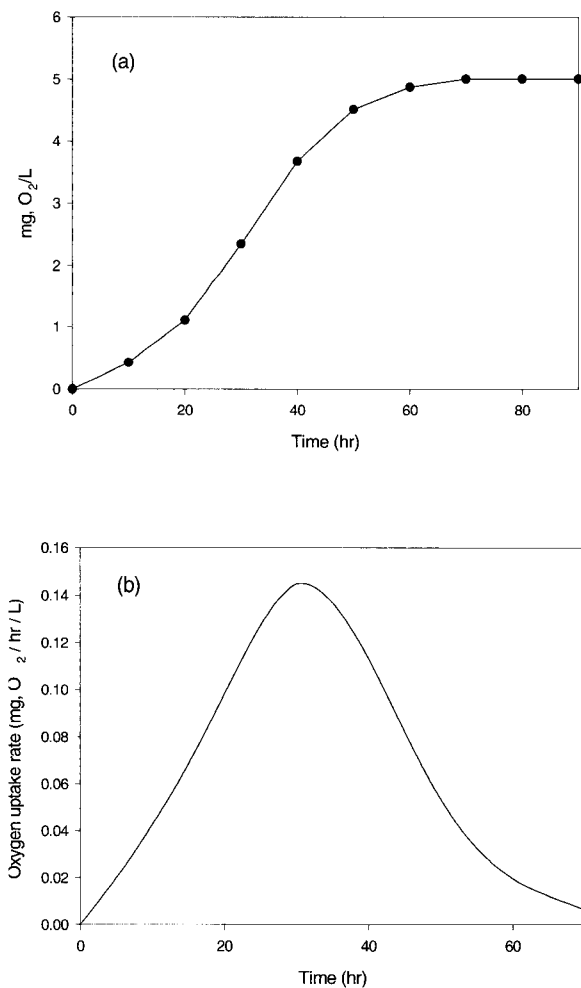 (a)
mg, O₂/L
6
5
4
3
2
1
0
0 20 40 60 80
Time (hr)
(b)
Oxygen uptake rate (mg, O ₂ / hr / L)
0.16
0.14
0.12
0.10
0.08
0.06
0.04
0.02
0.00
0 20 40 60
Time (hr)